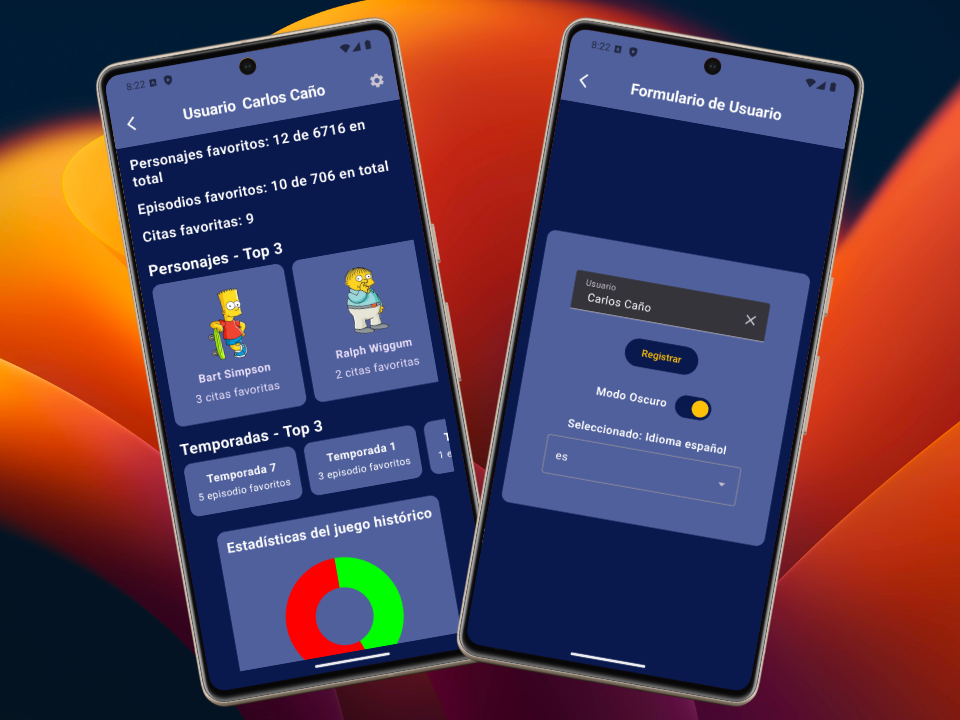 8:22
Usuario Carlos Caño
Personajes favoritos: 12 de 6716 en
total
Episodios favoritos: 10 de 706 en total
Citas favoritas: 9
Personajes - Top 3
Bart Simpson
3 citas favoritas
Ralph Wiggum
2 citas favoritas
Temporadas - Top 3
Temporada 7
5 episodio favoritos
Temporada 1
3 episodio favoritos
T
1 e
Estadísticas del juego histórico
8:22
Formulario de Usuario
Usuario
Carlos Caño
Registrar
Modo Oscuro
Seleccionado: Idioma español
es